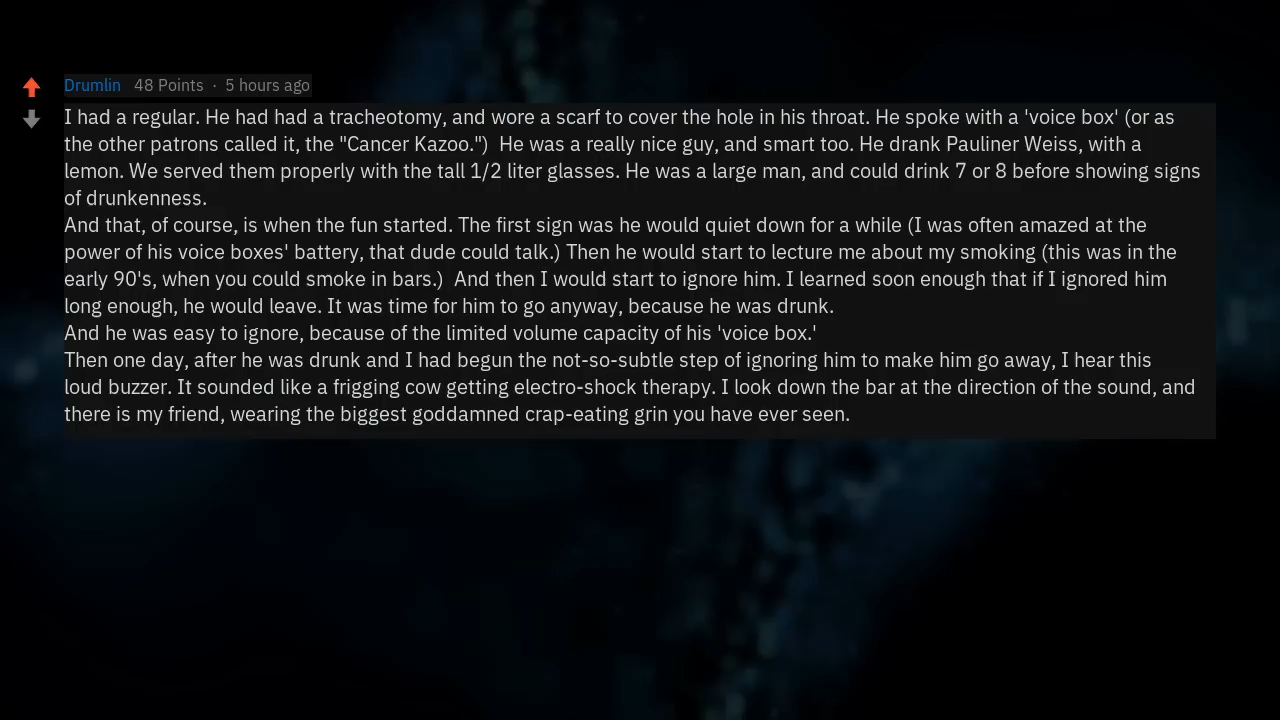 Drumlin 48 Points · 5 hours ago
I had a regular. He had had a tracheotomy, and wore a scarf to cover the hole in his throat. He spoke with a 'voice box' (or as
the other patrons called it, the "Cancer Kazoo.")  He was a really nice guy, and smart too. He drank Pauliner Weiss, with a
lemon. We served them properly with the tall 1/2 liter glasses. He was a large man, and could drink 7 or 8 before showing signs
of drunkenness.
And that, of course, is when the fun started. The first sign was he would quiet down for a while (I was often amazed at the
power of his voice boxes' battery, that dude could talk.) Then he would start to lecture me about my smoking (this was in the
early 90's, when you could smoke in bars.)  And then I would start to ignore him. I learned soon enough that if I ignored him
long enough, he would leave. It was time for him to go anyway, because he was drunk.
And he was easy to ignore, because of the limited volume capacity of his 'voice box.'
Then one day, after he was drunk and I had begun the not-so-subtle step of ignoring him to make him go away, I hear this
loud buzzer. It sounded like a frigging cow getting electro-shock therapy. I look down the bar at the direction of the sound, and
there is my friend, wearing the biggest goddamned crap-eating grin you have ever seen.